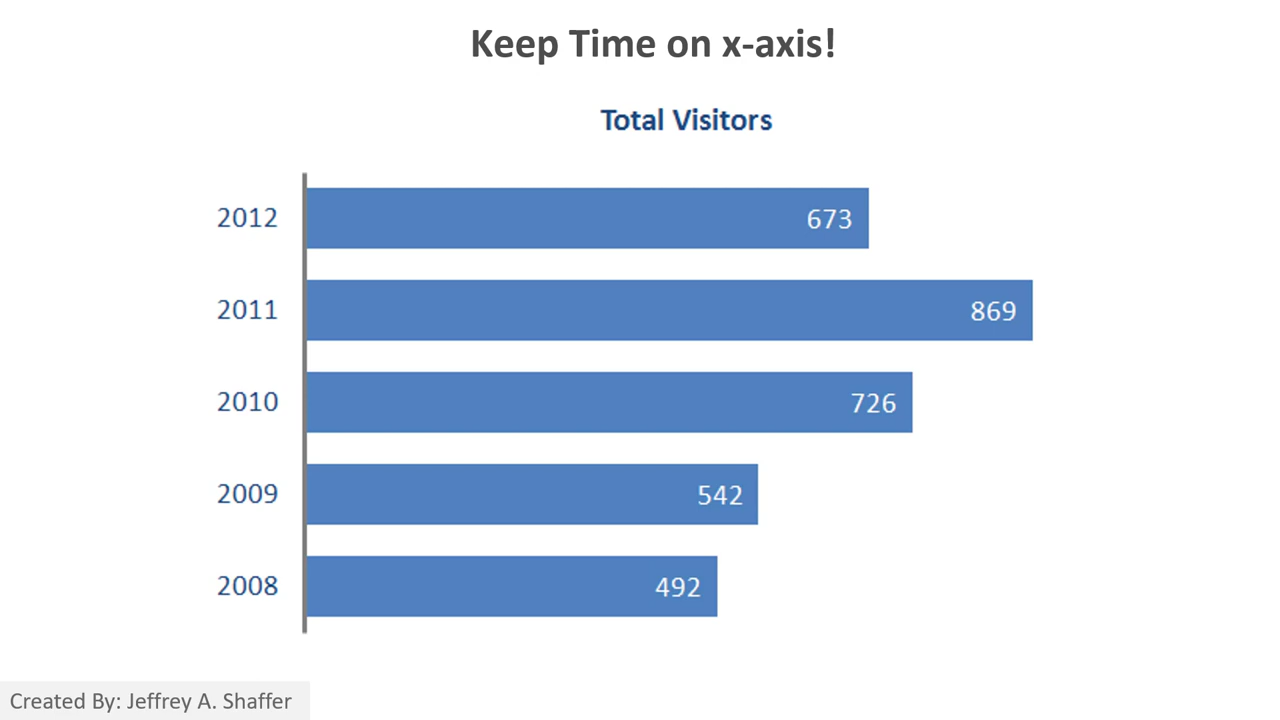 Keep Time on x-axis!
Total Visitors
2012 673
2011 869
2010 726
2009 542
2008 492
Created By: Jeffrey A. Shaffer